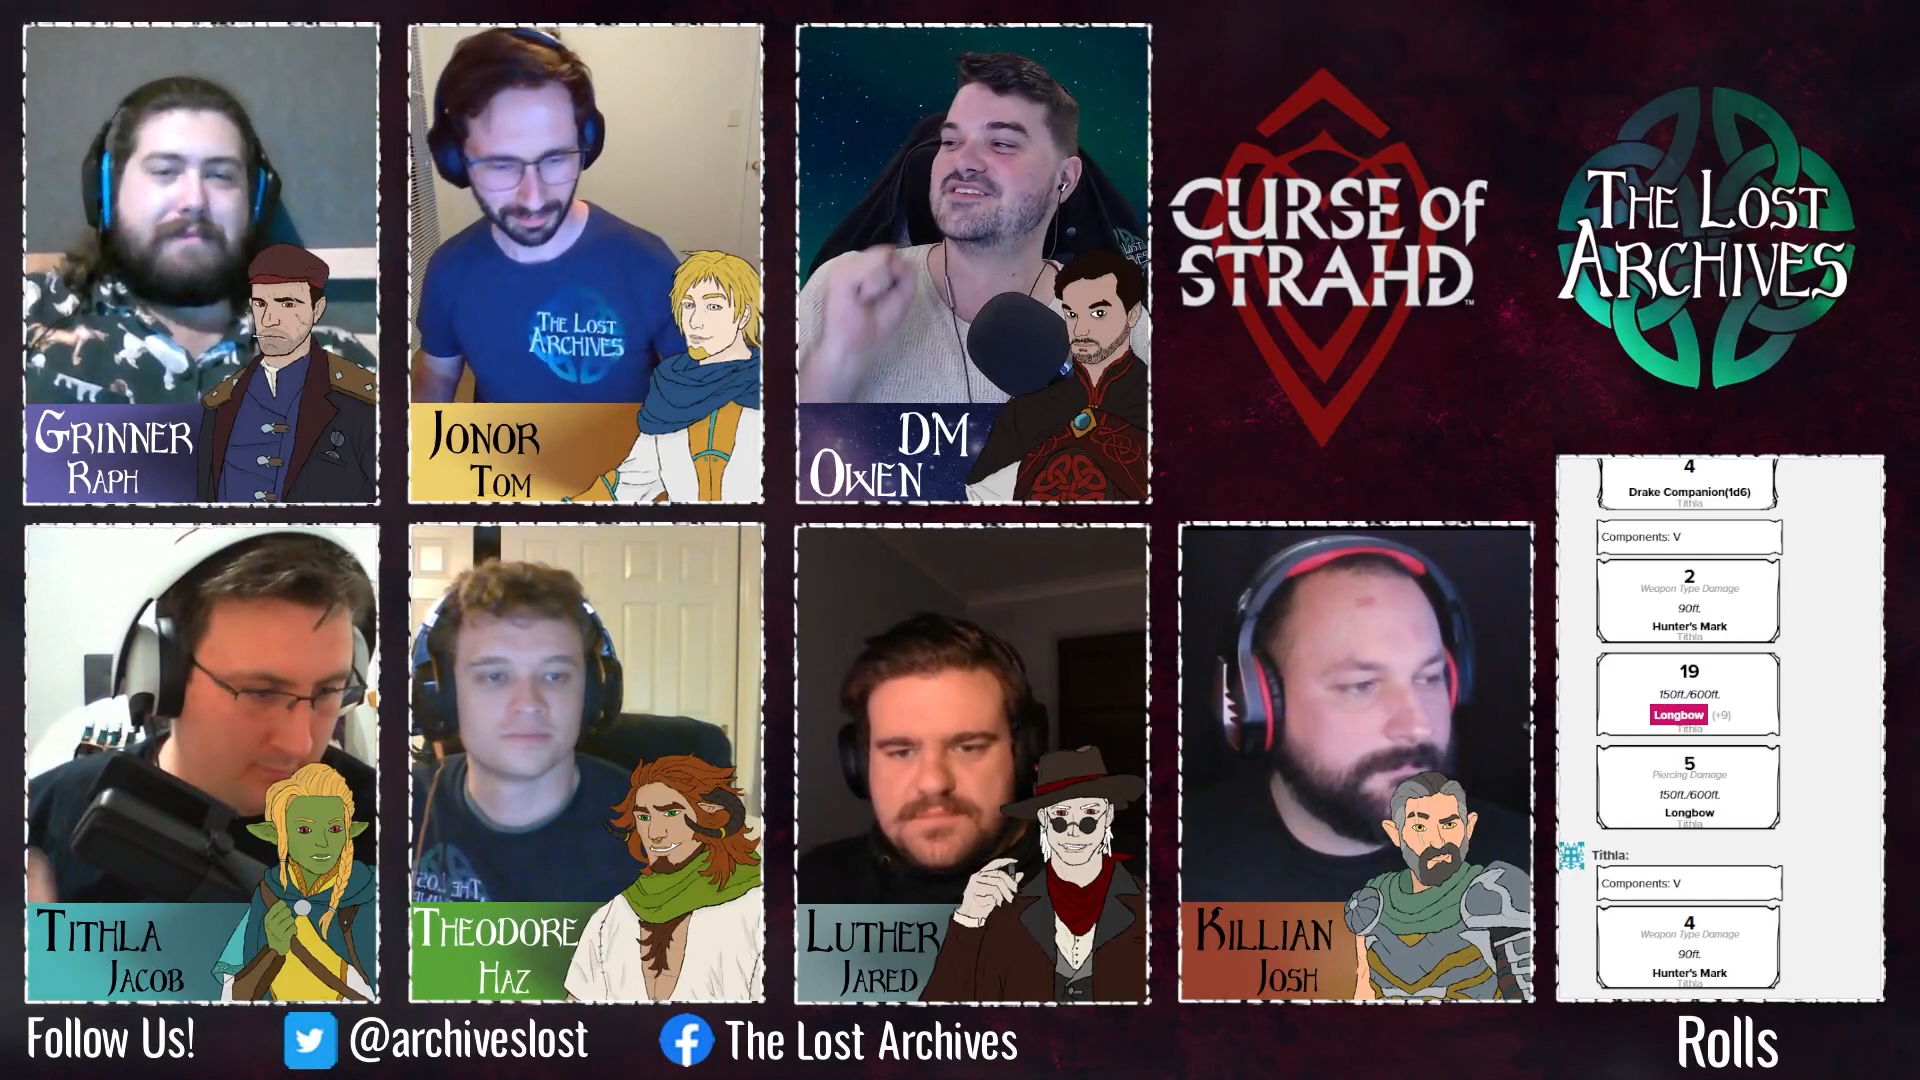 GRINNER
RAPH
JONOR
TOM
DM
OWEN
CURSE of
STRAHD
TM
THE LOST
ARCHIVES
THE LOST
ARCHIVES
TITHLA
JACOB
THEODORE
HAZ
LUTHER
JARED
KILLIAN
JOSH
4
Drake Companion(1d6)
Tithla
Components: V
2
Weapon Type Damage
90ft.
Hunter's Mark
Tithla
19
150ft./600ft.
Longbow (+9)
Tithla
5
Piercing Damage
150ft./600ft.
Longbow
Tithla
Tithla:
Components: V
4
Weapon Type Damage
90ft.
Hunter's Mark
Tithla
Follow Us!
@archiveslost
The Lost Archives
Rolls